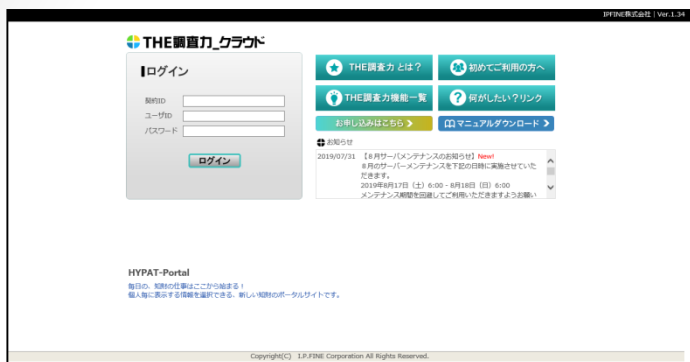 IPFINE株式会社 | Ver.1.34
THE調査力_クラウド
ログイン
契約ID
ユーザID
パスワード
ログイン
THE調査力 とは？
初めてご利用の方へ
THE調査力機能一覧
何がしたい？リンク
お申し込みはこちら
マニュアルダウンロード
お知らせ
2019/07/31 【８月サーバメンテナンスのお知らせ】New!
８月のサーバーメンテナンスを下記の日時に実施させていた
だきます。
2019年8月17日（土）6:00 - 8月18日（日）6:00
メンテナンス期間を回避してご利用いただきますようお願い
HYPAT-Portal
毎日の、知財の仕事はここから始まる！
個人毎に表示する情報を選択できる、新しい知財のポータルサイトです。
Copyright(C) I.P.FINE Corporation All Rights Reserved.